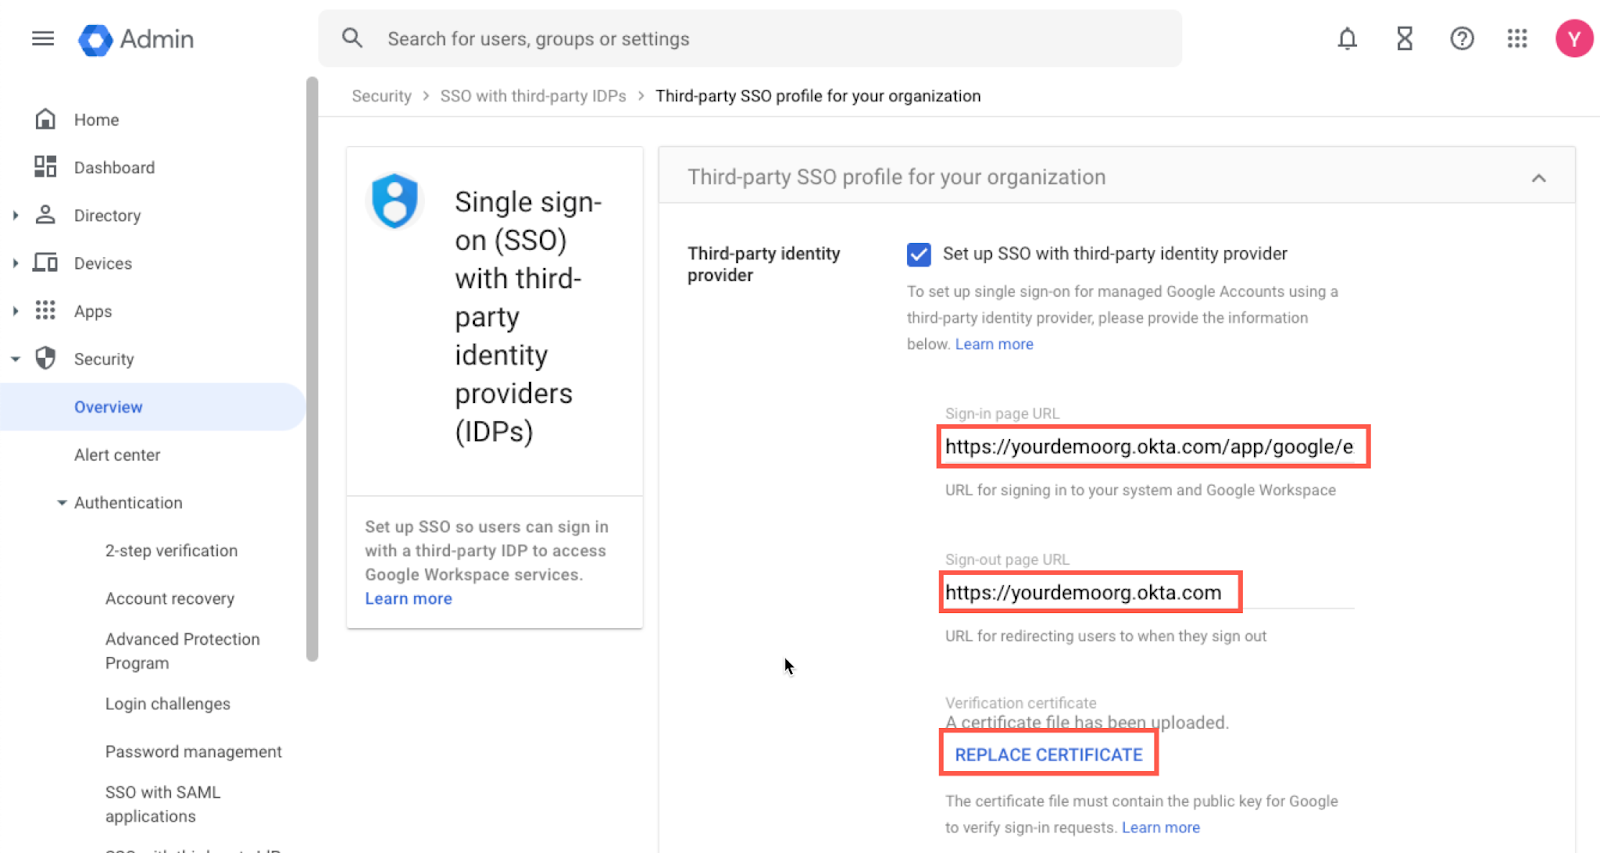 Admin
Search for users, groups or settings
Y
Home
Dashboard
Directory
Devices
Apps
Security
Overview
Alert center
Authentication
2-step verification
Account recovery
Advanced Protection
Program
Login challenges
Password management
SSO with SAML
applications
Security > SSO with third-party IDPs > Third-party SSO profile for your organization
Single sign-
on (SSO)
with third-
party
identity
providers
(IDPs)
Set up SSO so users can sign in
with a third-party IDP to access
Google Workspace services.
Learn more
Third-party SSO profile for your organization
Third-party identity
provider
Set up SSO with third-party identity provider
To set up single sign-on for managed Google Accounts using a
third-party identity provider, please provide the information
below. Learn more
Sign-in page URL
https://yourdemoorg.okta.com/app/google/e
URL for signing in to your system and Google Workspace
Sign-out page URL
https://yourdemoorg.okta.com
URL for redirecting users to when they sign out
Verification certificate
A certificate file has been uploaded.
REPLACE CERTIFICATE
The certificate file must contain the public key for Google
to verify sign-in requests. Learn more